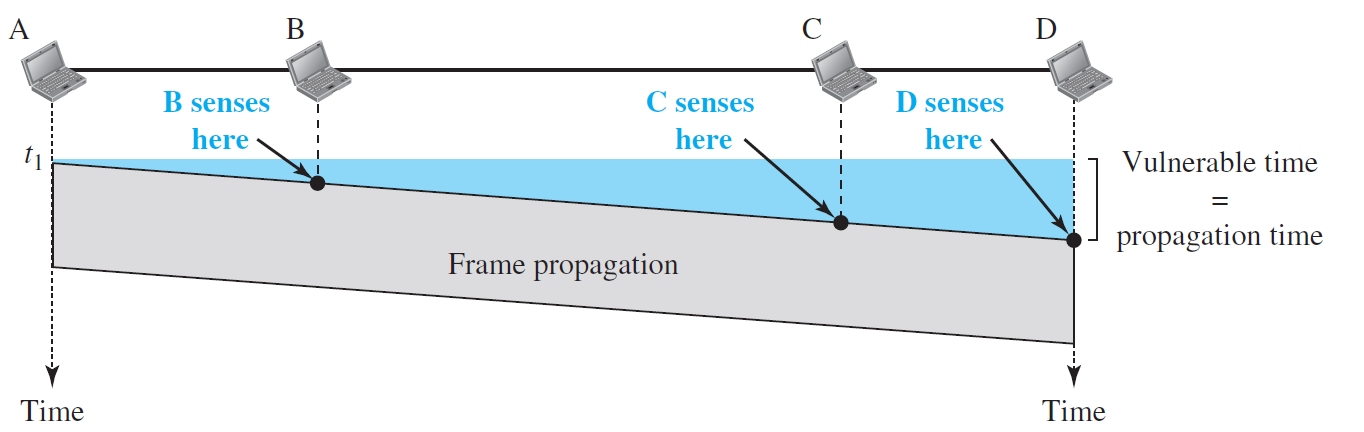 A
B
C
D
B senses
here
C senses
here
D senses
here
t1
Vulnerable time
=
propagation time
Frame propagation
Time
Time